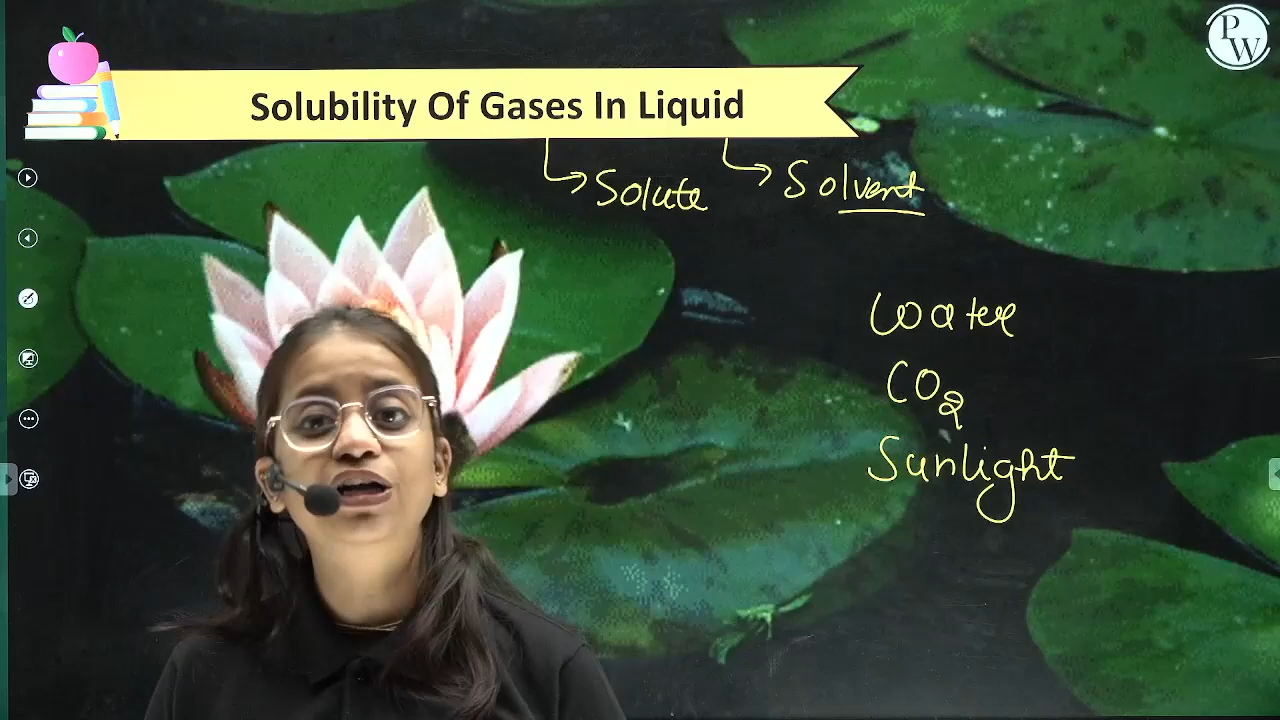 PW
Solubility Of Gases In Liquid
Solute
Solvent
Water
CO2
Sunlight